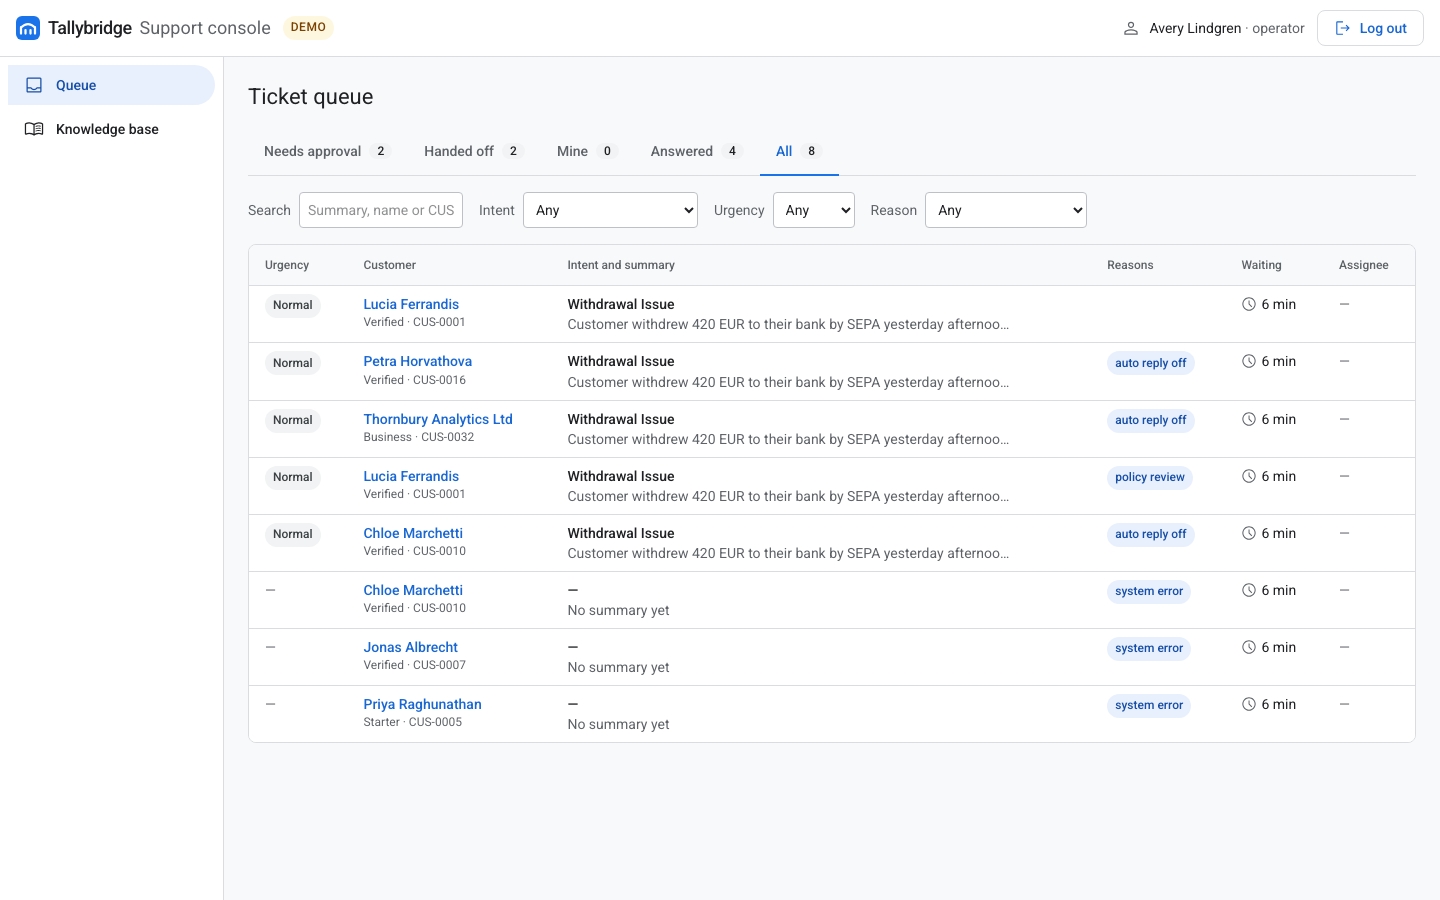 Tallybridge Support console DEMO
Avery Lindgren · operator
Log out
Queue
Knowledge base
Ticket queue
Needs approval 2
Handed off 2
Mine 0
Answered 4
All 8
Search Summary, name or CUS
Intent Any
Urgency Any
Reason Any
Urgency Customer Intent and summary Reasons Waiting Assignee
Normal Lucia Ferrandis Withdrawal Issue 6 min –
Verified · CUS-0001 Customer withdrew 420 EUR to their bank by SEPA yesterday afternoo...
Normal Petra Horvathova Withdrawal Issue auto reply off 6 min –
Verified · CUS-0016 Customer withdrew 420 EUR to their bank by SEPA yesterday afternoo...
Normal Thornbury Analytics Ltd Withdrawal Issue auto reply off 6 min –
Business · CUS-0032 Customer withdrew 420 EUR to their bank by SEPA yesterday afternoo...
Normal Lucia Ferrandis Withdrawal Issue policy review 6 min –
Verified · CUS-0001 Customer withdrew 420 EUR to their bank by SEPA yesterday afternoo...
Normal Chloe Marchetti Withdrawal Issue auto reply off 6 min –
Verified · CUS-0010 Customer withdrew 420 EUR to their bank by SEPA yesterday afternoo...
– Chloe Marchetti – system error 6 min –
Verified · CUS-0010 No summary yet
– Jonas Albrecht – system error 6 min –
Verified · CUS-0007 No summary yet
– Priya Raghunathan – system error 6 min –
Starter · CUS-0005 No summary yet